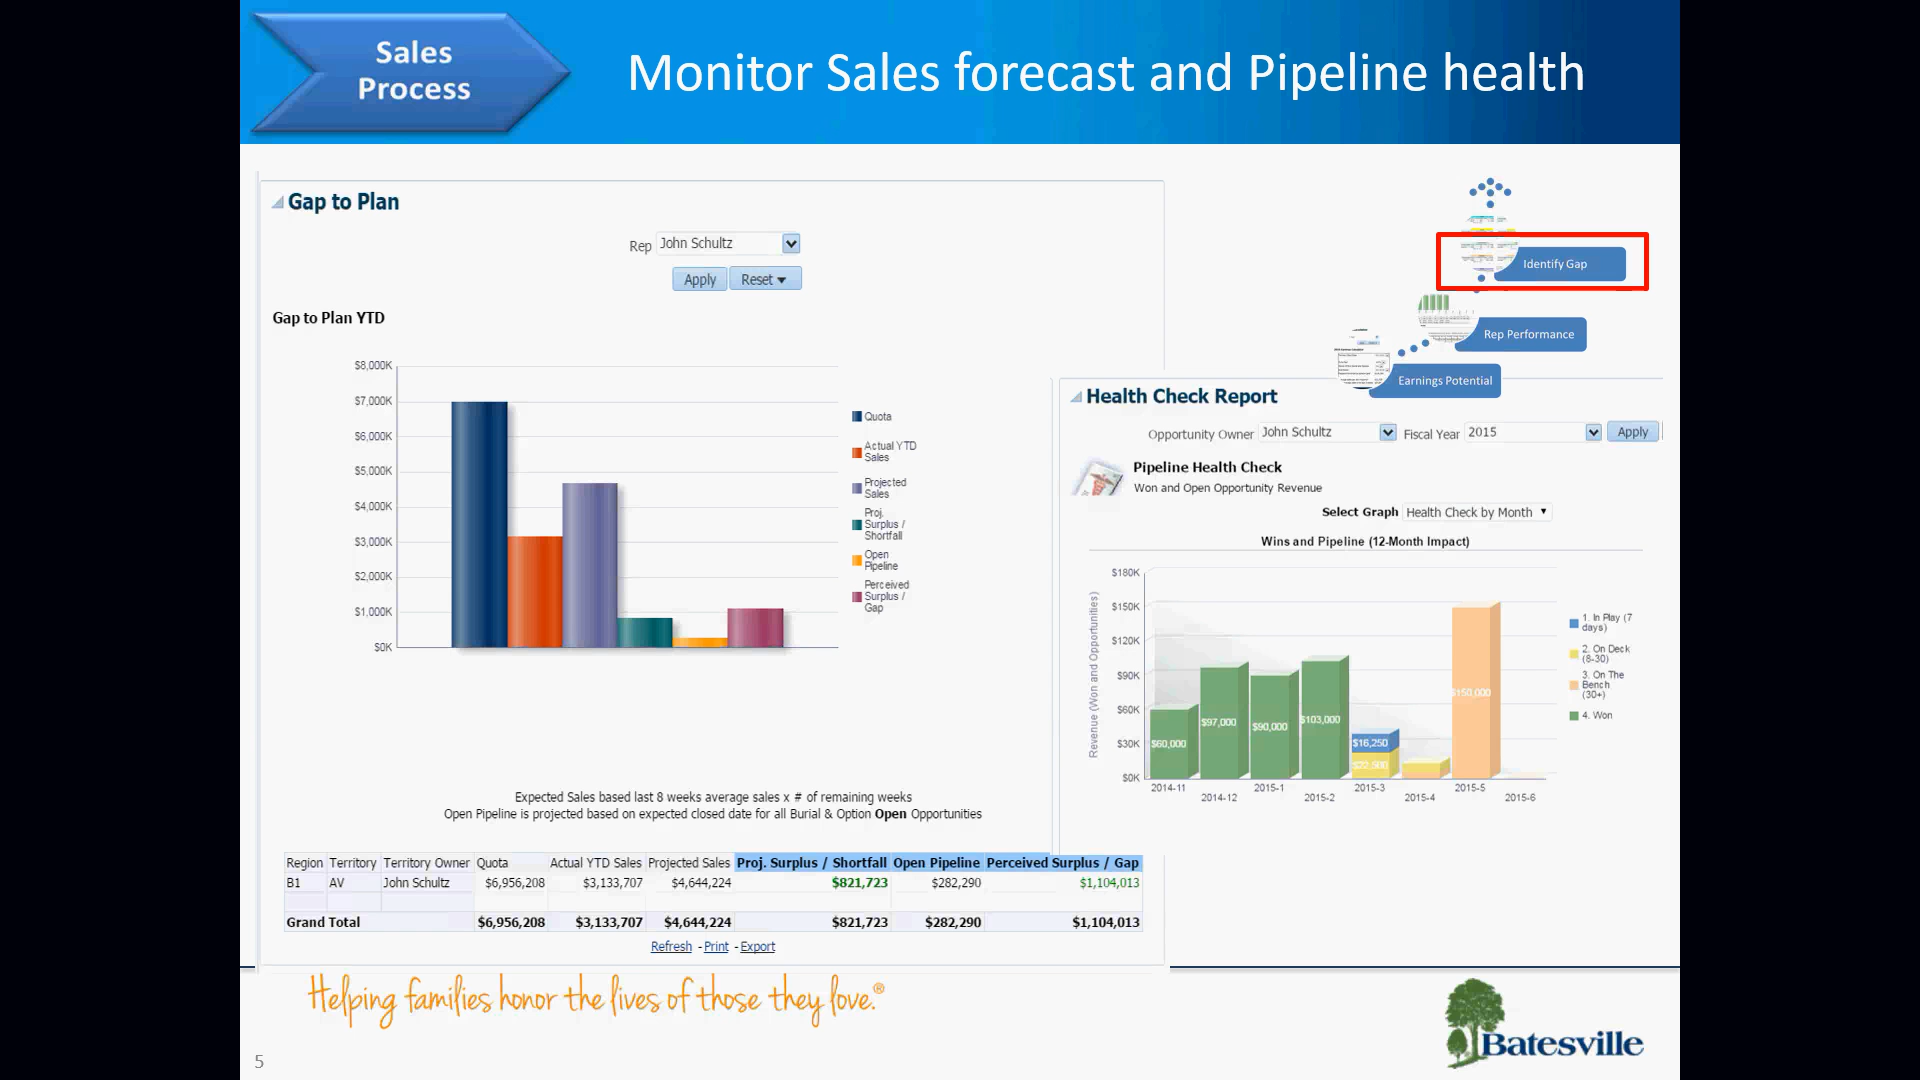 Sales
Process
Monitor Sales forecast and Pipeline health
Gap to Plan
Rep John Schultz
Apply Reset
Gap to Plan YTD
$8,000K
$7,000K
$6,000K
$5,000K
$4,000K
$3,000K
$2,000K
$1,000K
$0K
Quota
Actual YTD
Sales
Projected
Sales
Proj.
Surplus /
Shortfall
Open
Pipeline
Perceived
Surplus /
Gap
Expected Sales based last 8 weeks average sales x # of remaining weeks
Open Pipeline is projected based on expected closed date for all Burial & Option Open Opportunities
Region Territory Territory Owner Quota Actual YTD Sales Projected Sales Proj. Surplus / Shortfall Open Pipeline Perceived Surplus / Gap
B1 AV John Schultz $6,956,208 $3,133,707 $4,644,224 $821,723 $282,290 $1,104,013
Grand Total $6,956,208 $3,133,707 $4,644,224 $821,723 $282,290 $1,104,013
Refresh - Print - Export
Identify Gap
Rep Performance
Earnings Potential
Health Check Report
Opportunity Owner John Schultz Fiscal Year 2015 Apply
Pipeline Health Check
Won and Open Opportunity Revenue
Select Graph Health Check by Month
Wins and Pipeline (12-Month Impact)
Revenue (Won and Opportunities)
$180K
$150K
$120K
$90K
$60K
$30K
$0K
$60,000
$97,000
$90,000
$103,000
$16,250
$22,500
$150,000
2014-11
2014-12
2015-1
2015-2
2015-3
2015-4
2015-5
2015-6
1. In Play (7
days)
2. On Deck
(8-30)
3. On The
Bench
(30+)
4. Won
Helping families honor the lives of those they love.®
Batesville
5